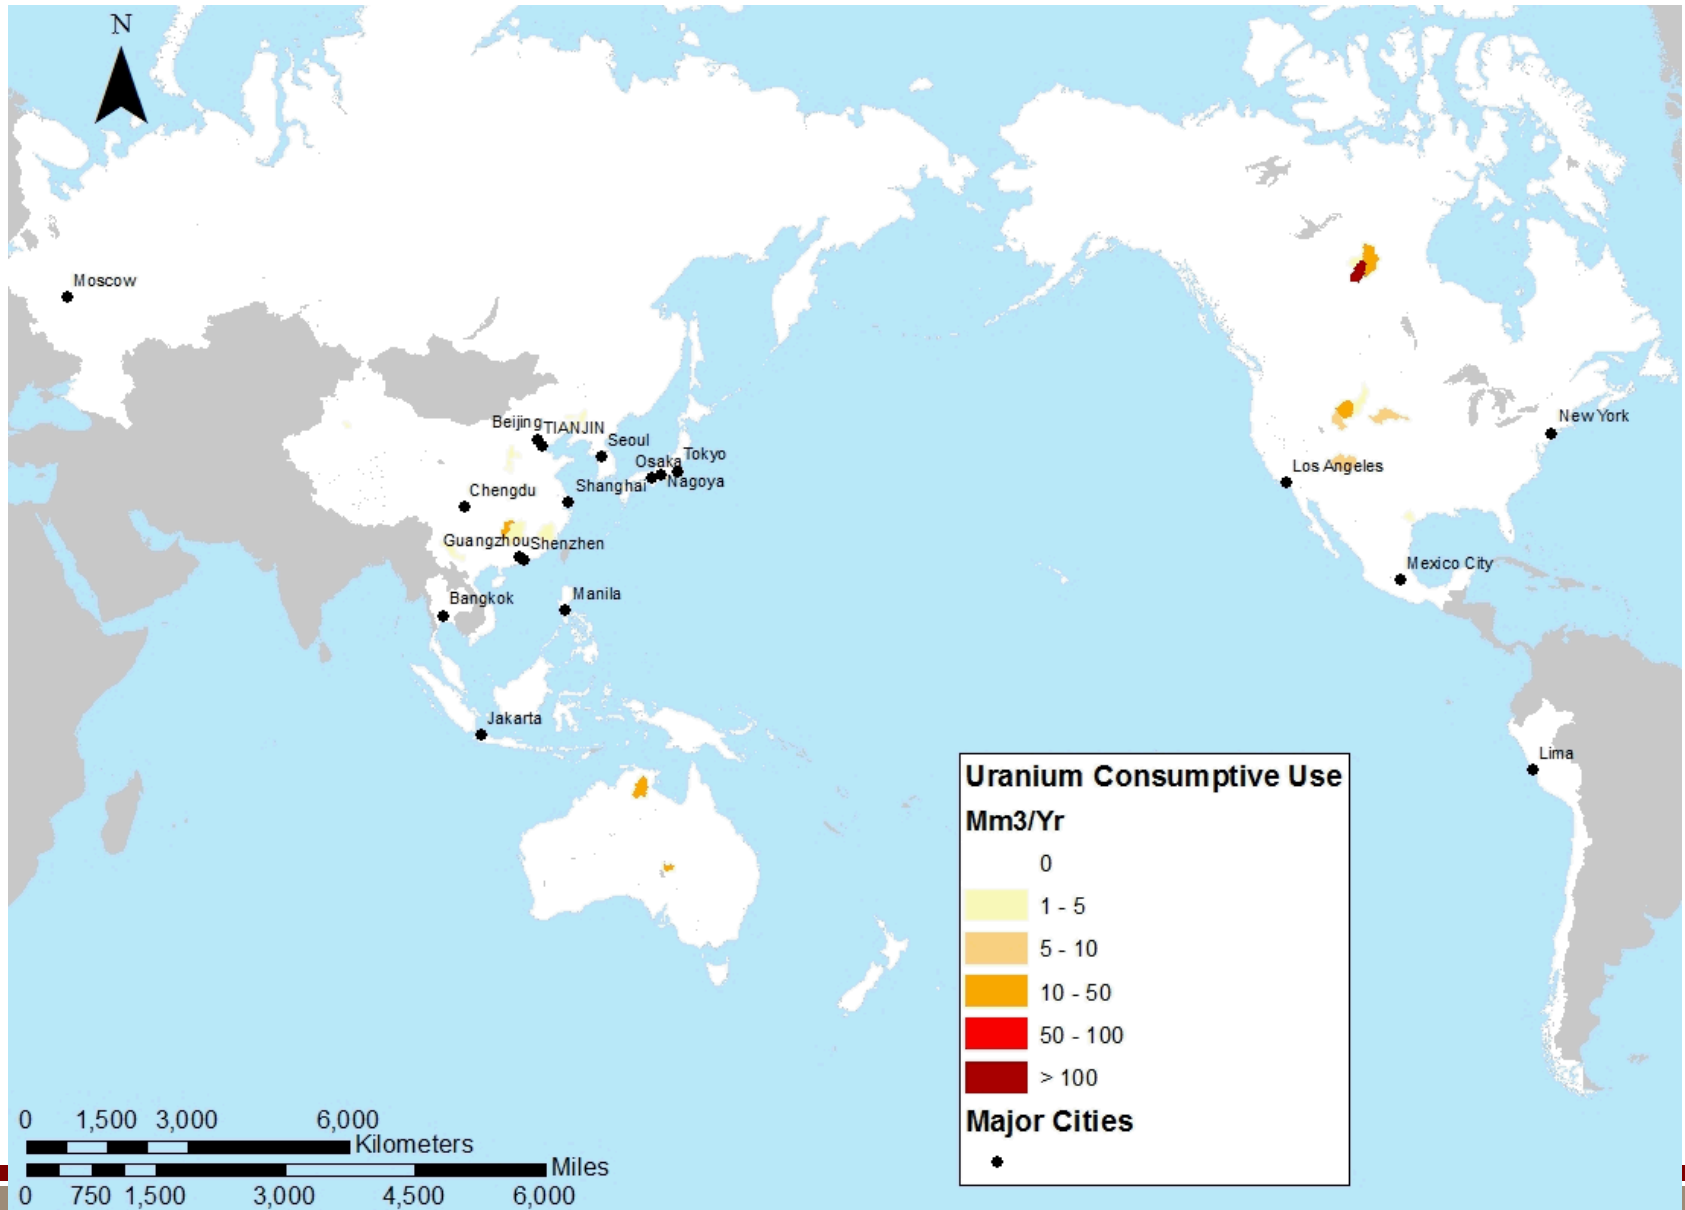 N
Moscow
Beijing
TIANJIN
Seoul
Osaka
Tokyo
Nagoya
Chengdu
Shanghai
Guangzhou
Shenzhen
Bangkok
Manila
Jakarta
New York
Los Angeles
Mexico City
Lima
Uranium Consumptive Use
Mm3/Yr
0
1 - 5
5 - 10
10 - 50
50 - 100
> 100
Major Cities
0 1,500 3,000 6,000
Kilometers
Miles
0 750 1,500 3,000 4,500 6,000